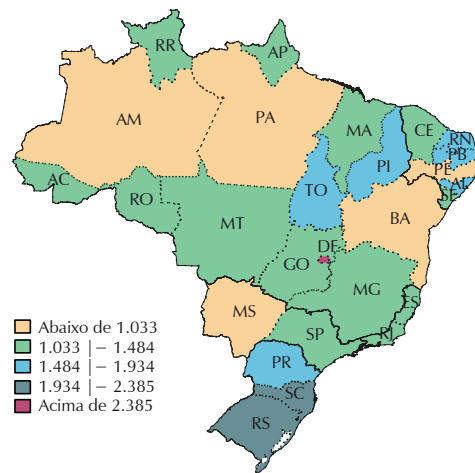 RR
AP
AM
PA
MA
CE
RN
PB
PE
AL
SE
PI
TO
AC
RO
MT
BA
DF
GO
MG
ES
MS
SP
RJ
PR
SC
RS
Abaixo de 1.033
1.033 |– 1.484
1.484 |– 1.934
1.934 |– 2.385
Acima de 2.385